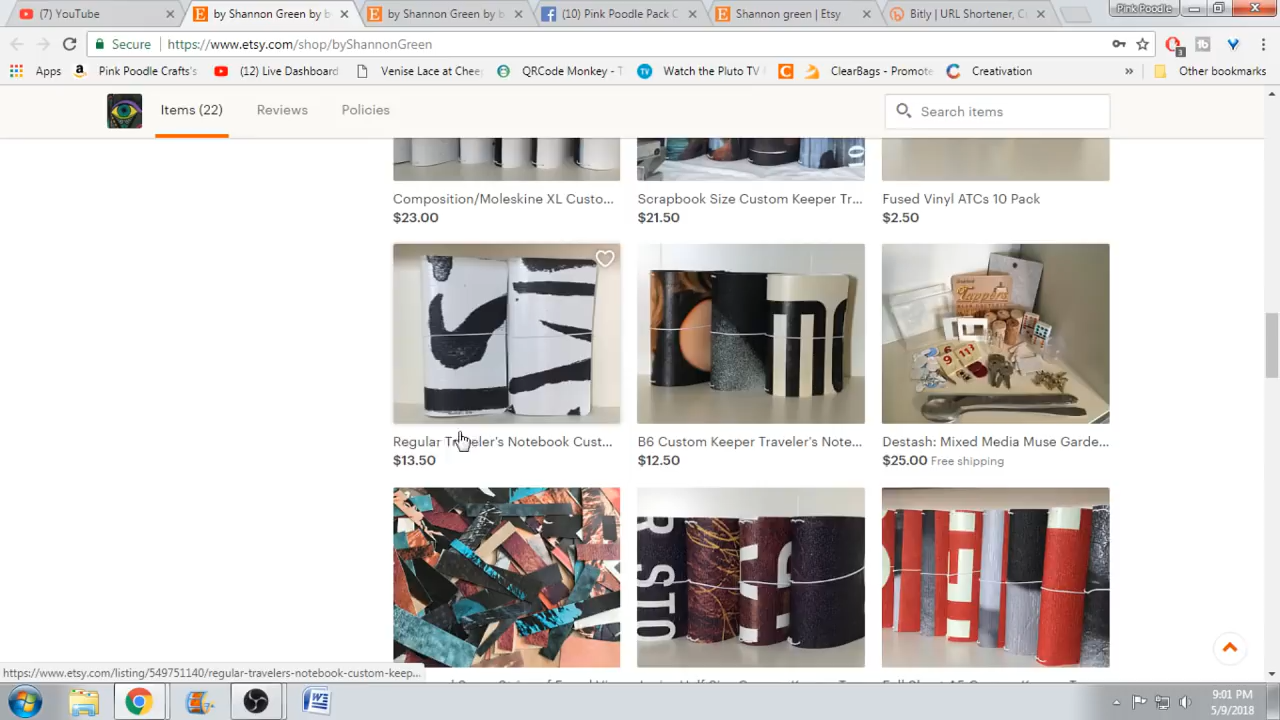 (7) YouTube
by Shannon Green by b
by Shannon Green by b
(10) Pink Poodle Pack C
Shannon green | Etsy
Bitly | URL Shortener, C
Pink Poodle
Secure
https://www.etsy.com/shop/byShannonGreen
Apps
Pink Poodle Craft's
(12) Live Dashboard
Venise Lace at Chee
QRCode Monkey - T
Watch the Pluto TV
ClearBags - Promote
Creativation
»
Other bookmarks
Items (22)
Reviews
Policies
Search items
Composition/Moleskine XL Custo...
Scrapbook Size Custom Keeper Tr...
Fused Vinyl ATCs 10 Pack
$23.00
$21.50
$2.50
Regular Traveler's Notebook Cust...
B6 Custom Keeper Traveler's Note...
Destash: Mixed Media Muse Garde...
$13.50
$12.50
$25.00 Free shipping
R STO
https://www.etsy.com/listing/549751140/regular-travelers-notebook-custom-keep...
9:01 PM
5/9/2018